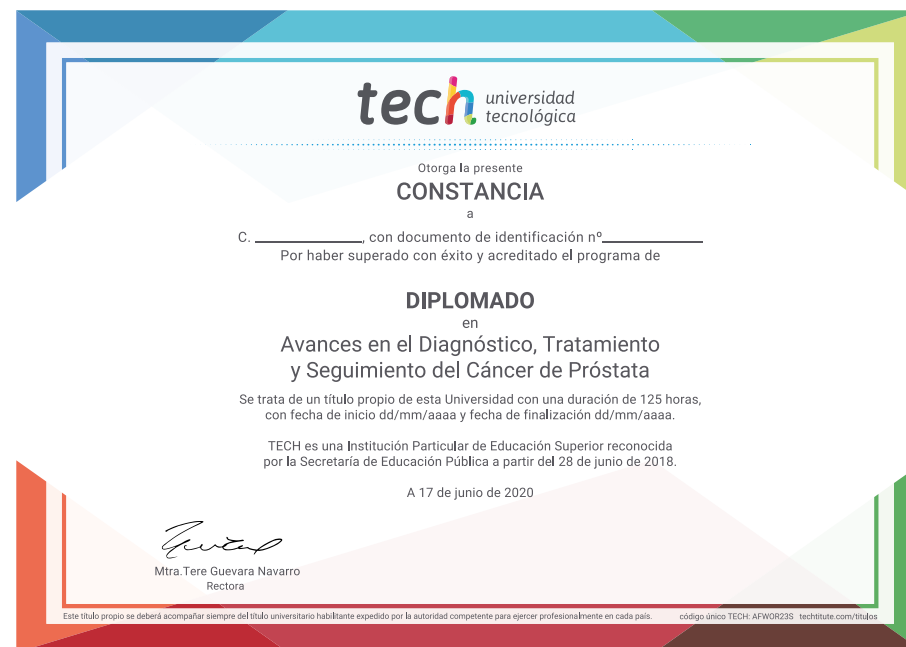 tech universidad
tecnológica
Otorga la presente
CONSTANCIA
a
C. ____________, con documento de identificación nº____________
Por haber superado con éxito y acreditado el programa de
DIPLOMADO
en
Avances en el Diagnóstico, Tratamiento
y Seguimiento del Cáncer de Próstata
Se trata de un título propio de esta Universidad con una duración de 125 horas,
con fecha de inicio dd/mm/aaaa y fecha de finalización dd/mm/aaaa.
TECH es una Institución Particular de Educación Superior reconocida
por la Secretaría de Educación Pública a partir del 28 de junio de 2018.
A 17 de junio de 2020
Mtra.Tere Guevara Navarro
Rectora
Este título propio se deberá acompañar siempre del título universitario habilitante expedido por la autoridad competente para ejercer profesionalmente en cada país. código único TECH: AFWOR23S techtitute.com/titulos